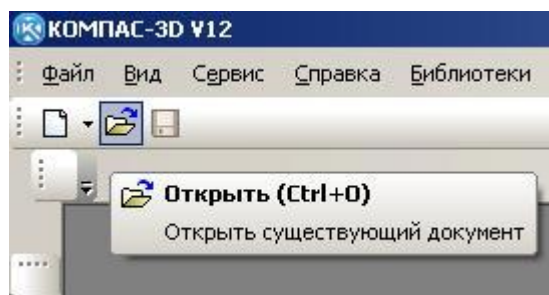 КОМПАС-3D V12
Файл Вид Сервис Справка Библиотеки
Открыть (Ctrl+O)
Открыть существующий документ